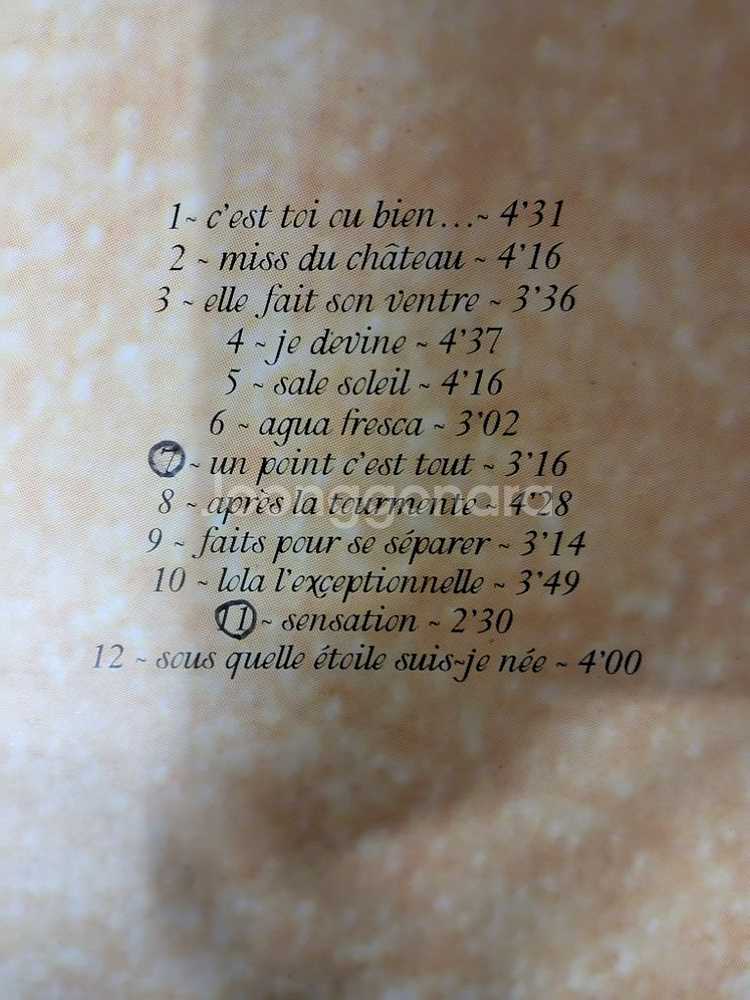 1~ c'est toi ou bien...~ 4'31
2 ~ miss du château ~ 4'16
3 ~ elle fait son ventre ~ 3'36
4 ~ je devine ~ 4'37
5 ~ sale soleil ~ 4'16
6 ~ agua fresca ~ 3'02
7 ~ un point c'est tout ~ 3'16
8 ~ après la tourmente ~ 4'28
Joonggonara
9 ~ faits pour se séparer ~ 3'14
10 ~ lola l'exceptionnelle ~ 3'49
11 ~ sensation ~ 2'30
12 ~ sous quelle étoile suis~je née ~ 4'00